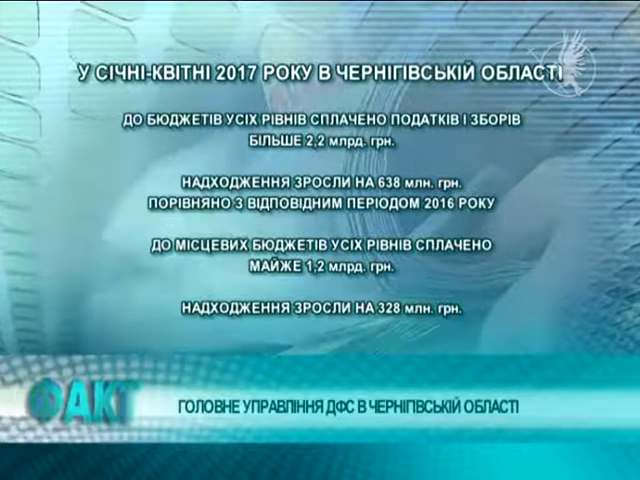 У СІЧНІ-КВІТНІ 2017 РОКУ В ЧЕРНІГІВСЬКІЙ ОБЛАСТІ
ДО БЮДЖЕТІВ УСІХ РІВНІВ СПЛАЧЕНО ПОДАТКІВ І ЗБОРІВ
БІЛЬШЕ 2,2 млрд. грн.
НАДХОДЖЕННЯ ЗРОСЛИ НА 638 млн. грн.
ПОРІВНЯНО З ВІДПОВІДНИМ ПЕРІОДОМ 2016 РОКУ
ДО МІСЦЕВИХ БЮДЖЕТІВ УСІХ РІВНІВ СПЛАЧЕНО
МАЙЖЕ 1,2 млрд. грн.
НАДХОДЖЕННЯ ЗРОСЛИ НА 328 млн. грн.
ФАКТ
ГОЛОВНЕ УПРАВЛІННЯ ДФС В ЧЕРНІГІВСЬКІЙ ОБЛАСТІ